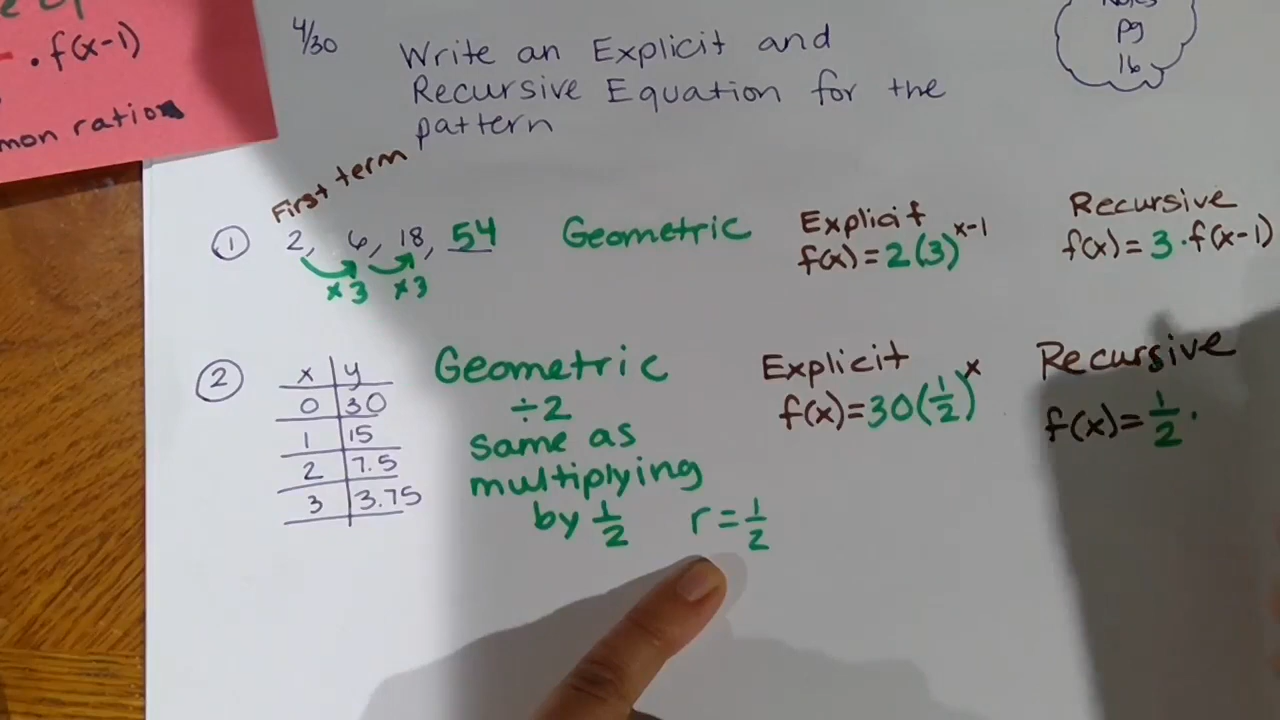 · f(x-1)
ratio
4/30
Write an Explicit and
Recursive Equation for the
pattern
pg
16
First term
① 2, 6, 18, 54
×3 ×3
Geometric
Explicit
f(x)=2(3)^{x-1}
Recursive
f(x)=3·f(x-1)
②
x y
0 30
1 15
2 7.5
3 3.75
Geometric
÷2
same as
multiplying
by 1/2 r=1/2
Explicit
f(x)=30(1/2)^x
Recursive
f(x)=1/2·